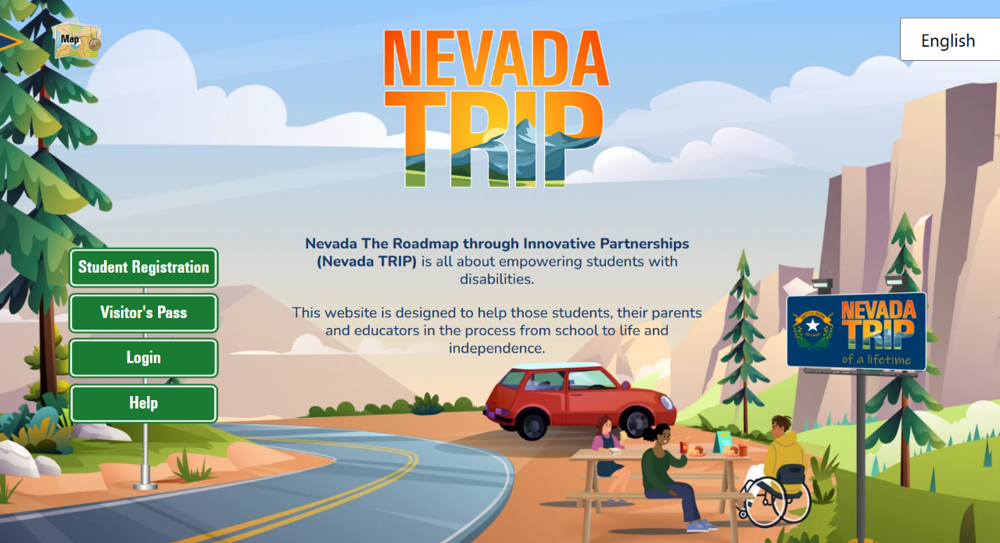 Map
English
NEVADA
TRIP
Nevada The Roadmap through Innovative Partnerships
(Nevada TRIP) is all about empowering students with
disabilities.
This website is designed to help those students, their parents
and educators in the process from school to life and
independence.
Student Registration
Visitor's Pass
Login
Help
NEVADA
TRIP
of a lifetime